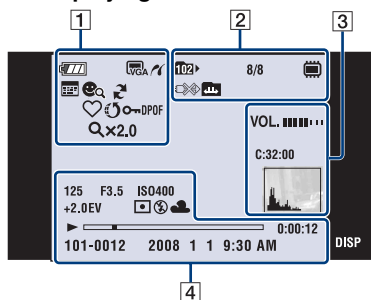 1
2
3
VGA
102
8/8
DPOF
×2.0
VOL.
C:32:00
125 F3.5 ISO400
+2.0EV
0:00:12
101-0012 2008 1 1 9:30 AM
DISP
4